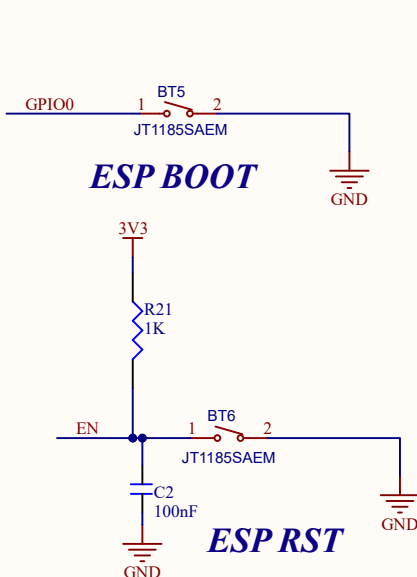 BT5
GPIO0 1 2
JT1185SAEM
ESP BOOT
GND
3V3
R21
1K
BT6
EN 1 2
JT1185SAEM
C2
100nF
GND
ESP RST
GND